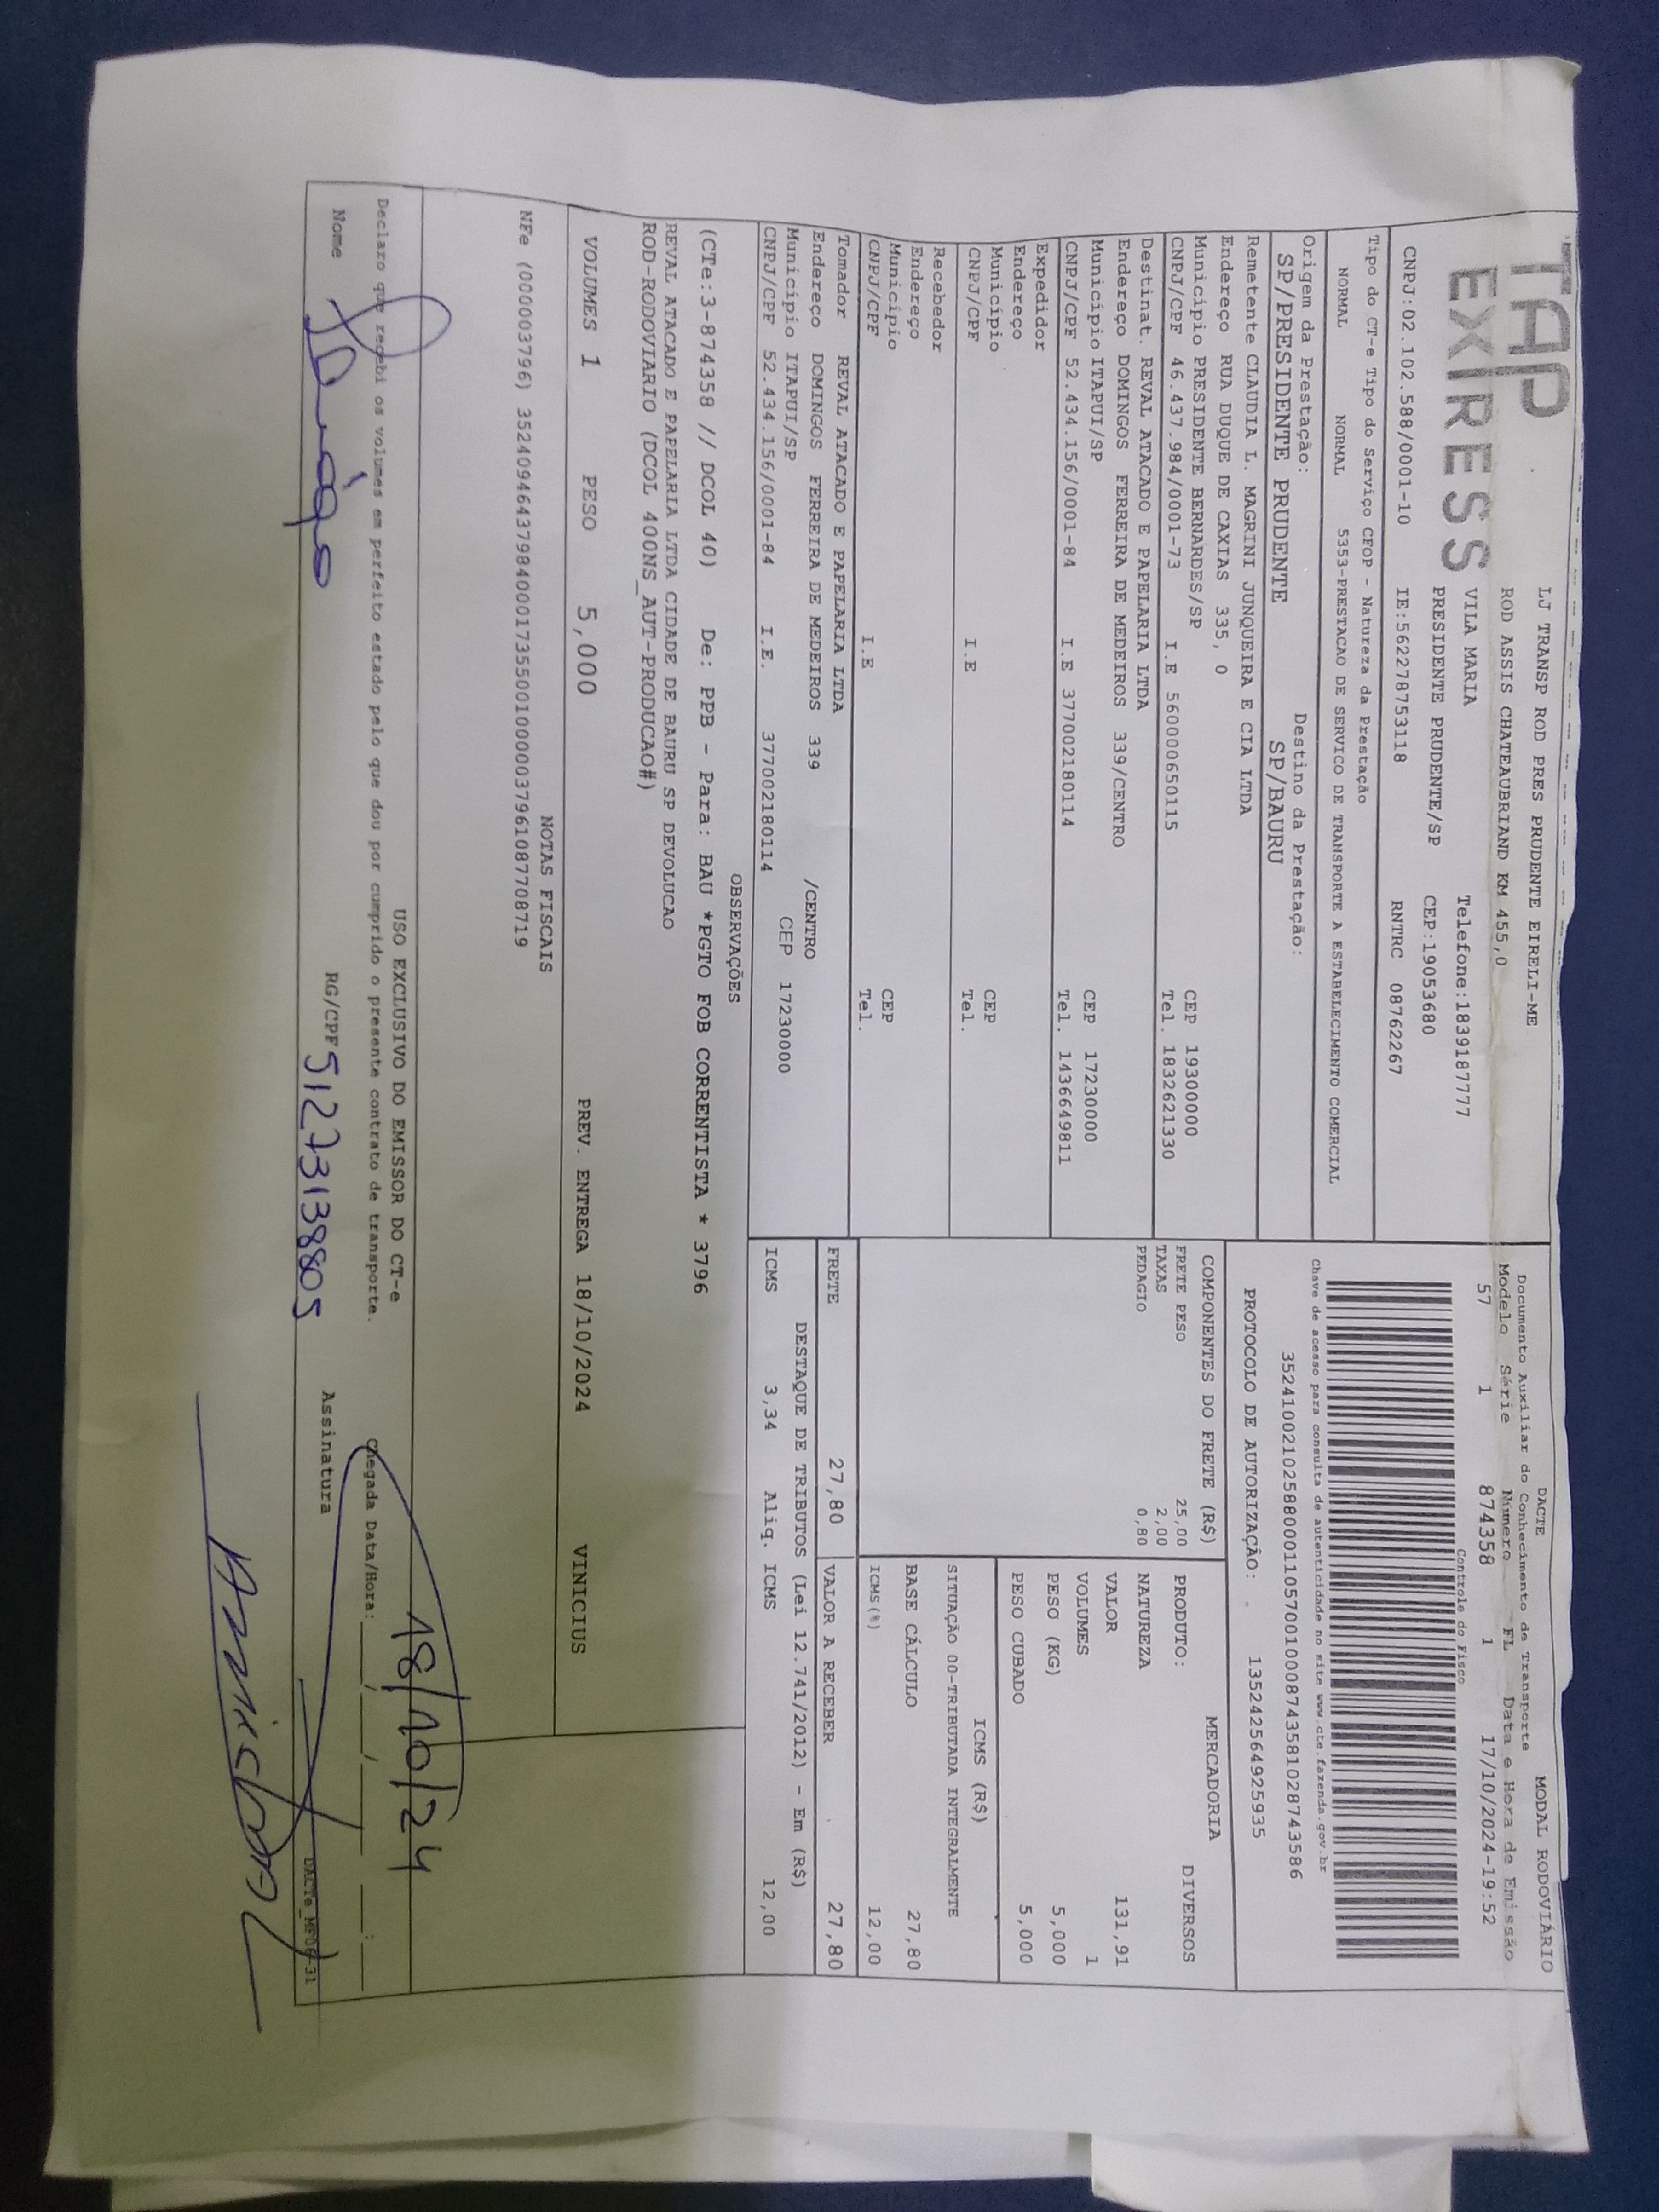 TAP
EXPRESS
LJ TRANSP ROD PRES PRUDENTE EIRELI-ME
ROD ASSIS CHATEAUBRIAND KM 455,0
VILA MARIA Telefone:1839187777
PRESIDENTE PRUDENTE/SP CEP:19053680
CNPJ:02.102.588/0001-10 IE:562278753118 RNTRC 08762267
DACTE MODAL RODOVIÁRIO
Documento Auxiliar do Conhecimento de Transporte
Modelo Série Número FL Data e Hora de Emissão
57 1 874358 1 17/10/2024-19:52
Controle do Fisco
Chave de acesso para consulta de autenticidade no site www.cte.fazenda.gov.br
35241002102588000110570010008743581028743586
PROTOCOLO DE AUTORIZAÇÃO: 135242564925935
Tipo do CT-e Tipo do Serviço CFOP - Natureza da Prestação
NORMAL NORMAL 5353-PRESTACAO DE SERVICO DE TRANSPORTE A ESTABELECIMENTO COMERCIAL
Origem da Prestação: Destino da Prestação:
SP/PRESIDENTE PRUDENTE SP/BAURU
Remetente CLAUDIA L. MAGRINI JUNQUEIRA E CIA LTDA
Endereço RUA DUQUE DE CAXIAS 335, 0
Município PRESIDENTE BERNARDES/SP CEP 19300000
CNPJ/CPF 46.437.984/0001-73 I.E 560000650115 Tel. 1832621330
Destinat. REVAL ATACADO E PAPELARIA LTDA
Endereço DOMINGOS FERREIRA DE MEDEIROS 339/CENTRO
Município ITAPUI/SP CEP 17230000
CNPJ/CPF 52.434.156/0001-84 I.E 377002180114 Tel. 1436649811
Expedidor
Endereço
Município CEP
CNPJ/CPF I.E Tel.
Recebedor
Endereço
Município CEP
CNPJ/CPF I.E Tel.
Tomador REVAL ATACADO E PAPELARIA LTDA
Endereço DOMINGOS FERREIRA DE MEDEIROS 339 /CENTRO
Município ITAPUI/SP CEP 17230000
CNPJ/CPF 52.434.156/0001-84 I.E. 377002180114
COMPONENTES DO FRETE (R$)
FRETE PESO 25,00
TAXAS 2,00
PEDAGIO 0,80
MERCADORIA
PRODUTO: DIVERSOS
NATUREZA
VALOR 131,91
VOLUMES 1
PESO (KG) 5,000
PESO CUBADO 5,000
ICMS (R$)
SITUAÇÃO 00-TRIBUTADA INTEGRALMENTE
BASE CÁLCULO 27,80
ICMS(%) 12,00
FRETE 27,80 VALOR A RECEBER 27,80
DESTAQUE DE TRIBUTOS (Lei 12.741/2012) - Em (R$)
ICMS 3,34 Aliq. ICMS 12,00
OBSERVAÇÕES
(CTe:3-874358 // DCOL 40) De: PPB - Para: BAU *PGTO FOB CORRENTISTA * 3796
REVAL ATACADO E PAPELARIA LTDA CIDADE DE BAURU SP DEVOLUCAO
ROD-RODOVIARIO (DCOL 400NS_AUT-PRODUCAO#)
VOLUMES 1 PESO 5,000 PREV. ENTREGA 18/10/2024 VINICIUS
NOTAS FISCAIS
NFe (000003796) 35240946437984000173550010000037961087708719
USO EXCLUSIVO DO EMISSOR DO CT-e
18/10/24
Declaro que recebi os volumes em perfeito estado pelo que dou por cumprido o presente contrato de transporte. Chegada Data/Hora: ___/___/___ ___:___
Nome RG/CPF 51273138805 Assinatura
DACTe_MF06-31